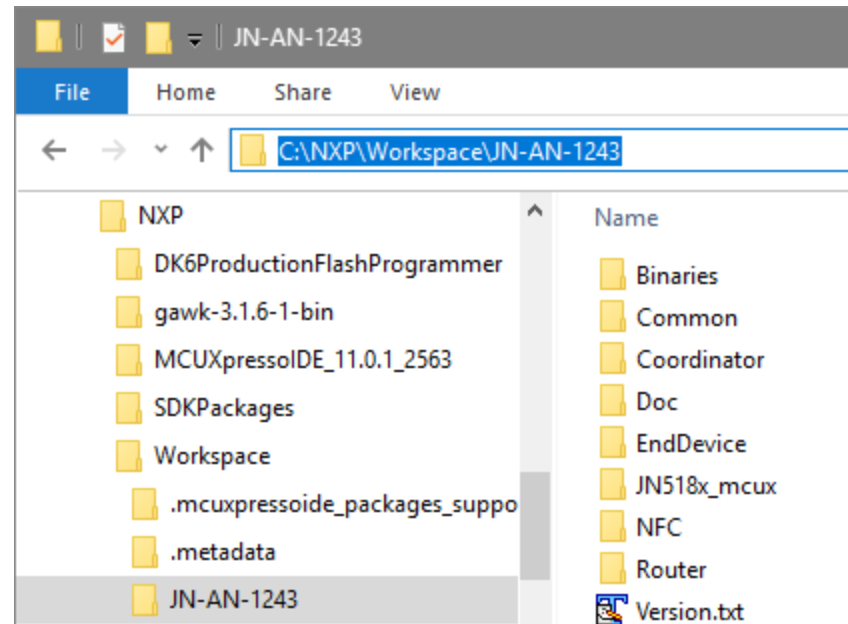 JN-AN-1243
File Home Share View
C:\NXP\Workspace\JN-AN-1243
NXP
DK6ProductionFlashProgrammer
gawk-3.1.6-1-bin
MCUXpressoIDE_11.0.1_2563
SDKPackages
Workspace
.mcuxpressoide_packages_suppo
.metadata
JN-AN-1243
Name
Binaries
Common
Coordinator
Doc
EndDevice
JN518x_mcux
NFC
Router
Version.txt